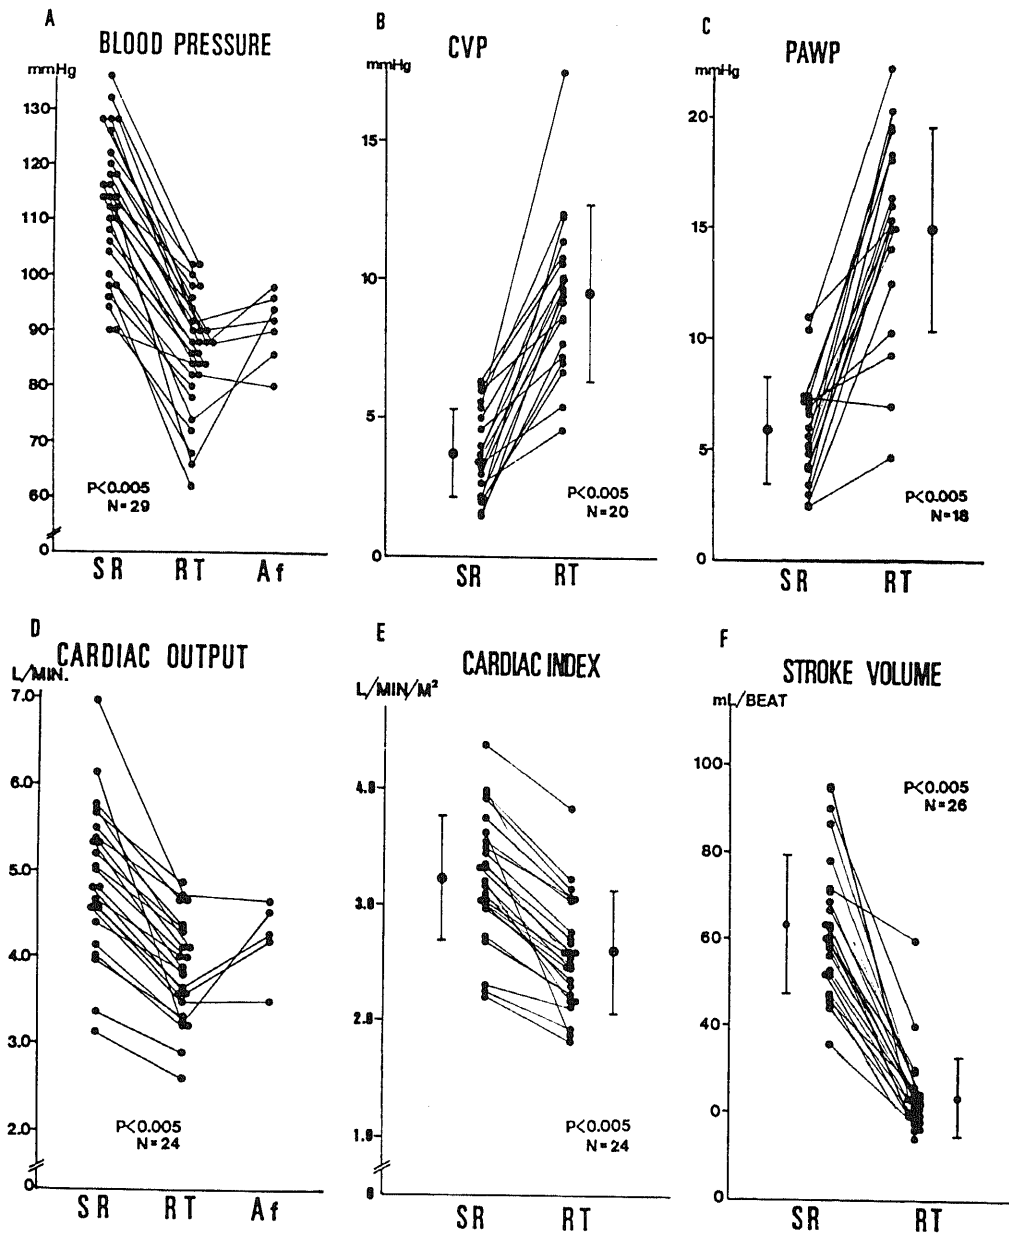 A
BLOOD PRESSURE
mmHg
130
120
110
100
90
80
70
60
0
P<0.005
N=29
SR RT Af
B
CVP
mmHg
15
10
5
0
P<0.005
N=20
SR RT
C
PAWP
mmHg
20
15
10
5
0
P<0.005
N=18
SR RT
D
CARDIAC OUTPUT
L/MIN.
7.0
6.0
5.0
4.0
3.0
2.0
0
P<0.005
N=24
SR RT Af
E
CARDIAC INDEX
L/MIN/M²
4.0
3.0
2.0
1.0
0
P<0.005
N=24
SR RT
F
STROKE VOLUME
mL/BEAT
100
80
60
40
0
0
P<0.005
N=26
SR RT